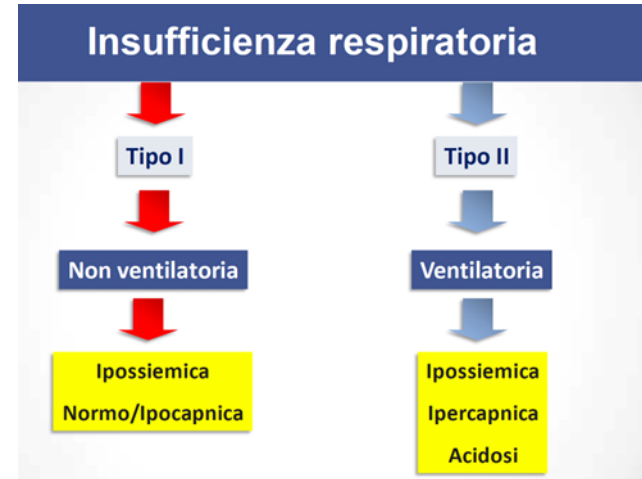 Insufficienza respiratoria
Tipo I
Tipo II
Non ventilatoria
Ventilatoria
Ipossiemica
Normo/Ipocapnica
Ipossiemica
Ipercapnica
Acidosi